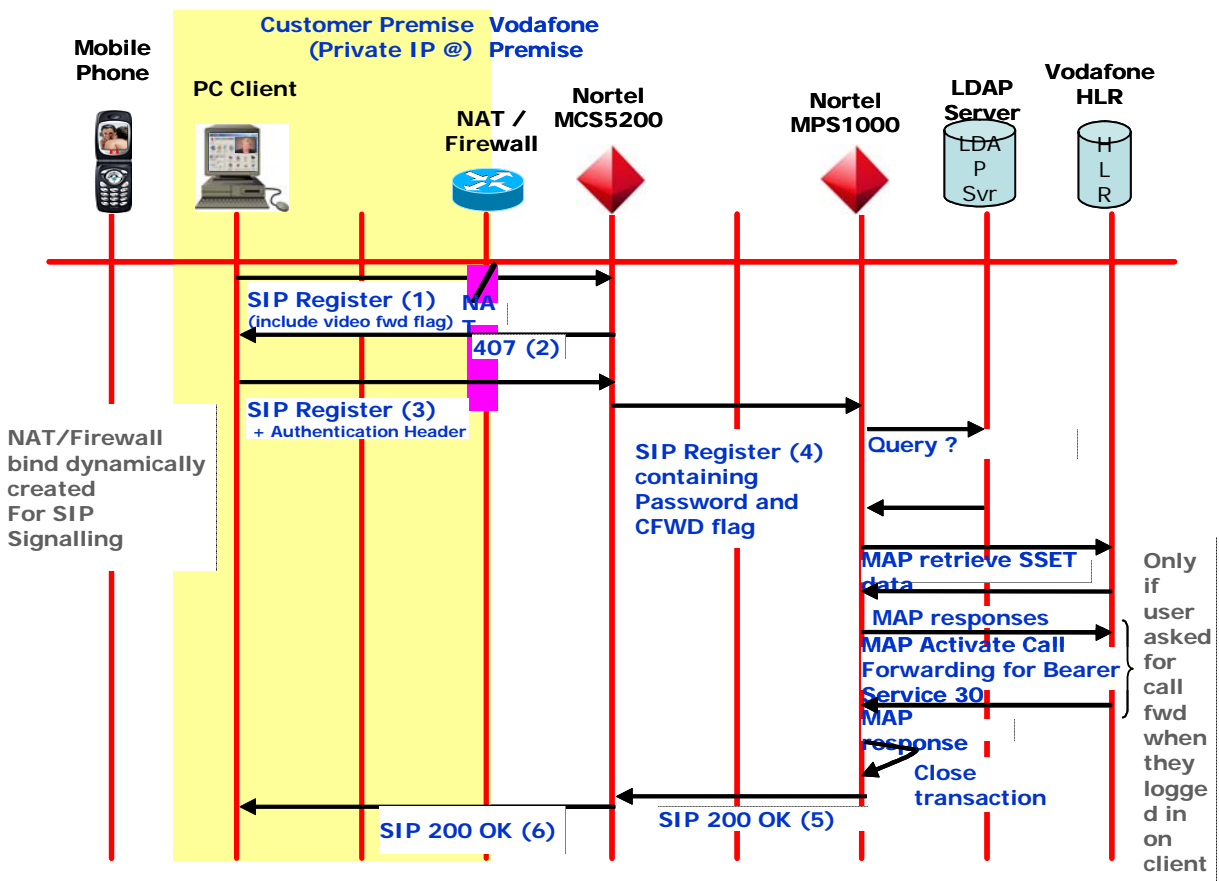 Customer Premise
(Private IP @)
Vodafone
Premise
Mobile
Phone
PC Client
NAT /
Firewall
Nortel
MCS5200
Nortel
MPS1000
LDAP
Server
Vodafone
HLR
LDA
P
Svr
H
L
R
SIP Register (1)
(include video fwd flag)
NA
T
407 (2)
SIP Register (3)
+ Authentication Header
NAT/Firewall
bind dynamically
created
For SIP
Signalling
SIP Register (4)
containing
Password and
CFWD flag
Query ?
MAP retrieve SSET
data
MAP responses
MAP Activate Call
Forwarding for Bearer
Service 30
MAP
response
Close
transaction
Only
if
user
asked
for
call
fwd
when
they
logge
d in
on
client
SIP 200 OK (5)
SIP 200 OK (6)